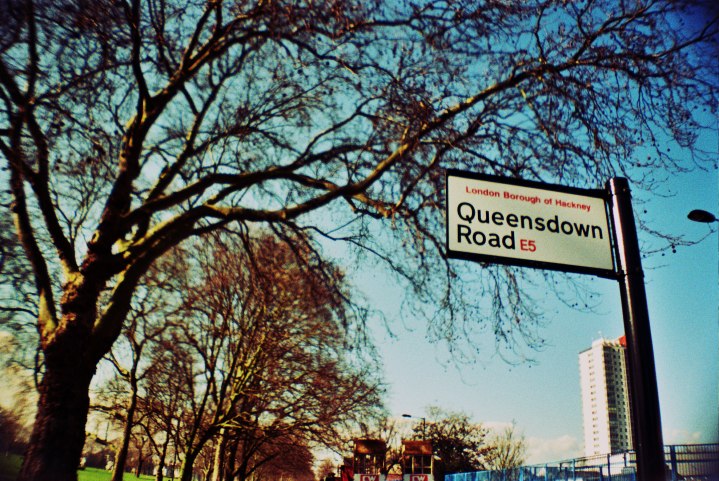 London Borough of Hackney
Queensdown
Road E5